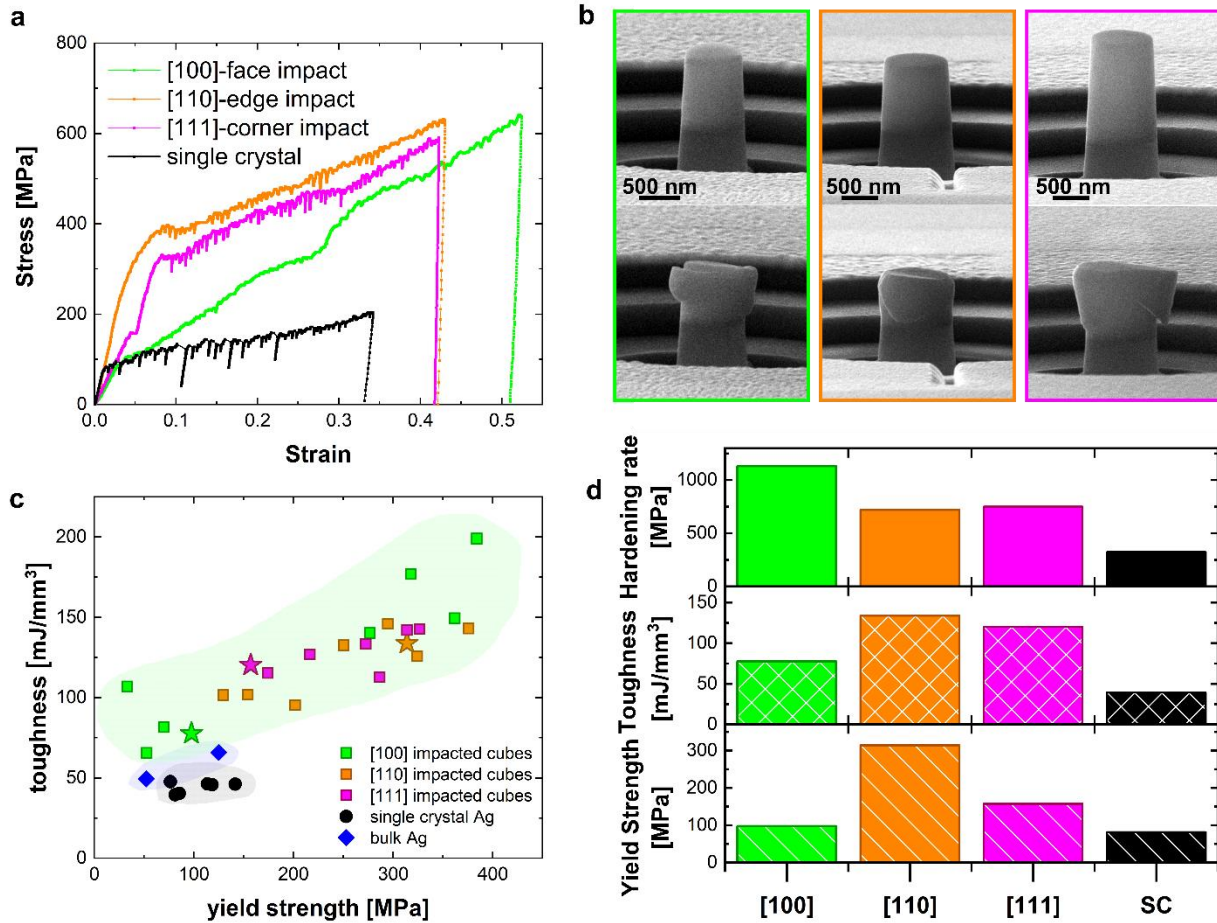 a
800
600
400
200
0
Stress [MPa]
[100]-face impact
[110]-edge impact
[111]-corner impact
single crystal
0.0 0.1 0.2 0.3 0.4 0.5
Strain
b
500 nm 500 nm 500 nm
c
200
150
100
50
0
toughness [mJ/mm³]
[100] impacted cubes
[110] impacted cubes
[111] impacted cubes
single crystal Ag
bulk Ag
0 100 200 300 400
yield strength [MPa]
d
Hardening rate
[MPa]
1000
500
0
Toughness
[mJ/mm³]
150
100
50
0
Yield Strength
[MPa]
300
200
100
0
[100] [110] [111] SC